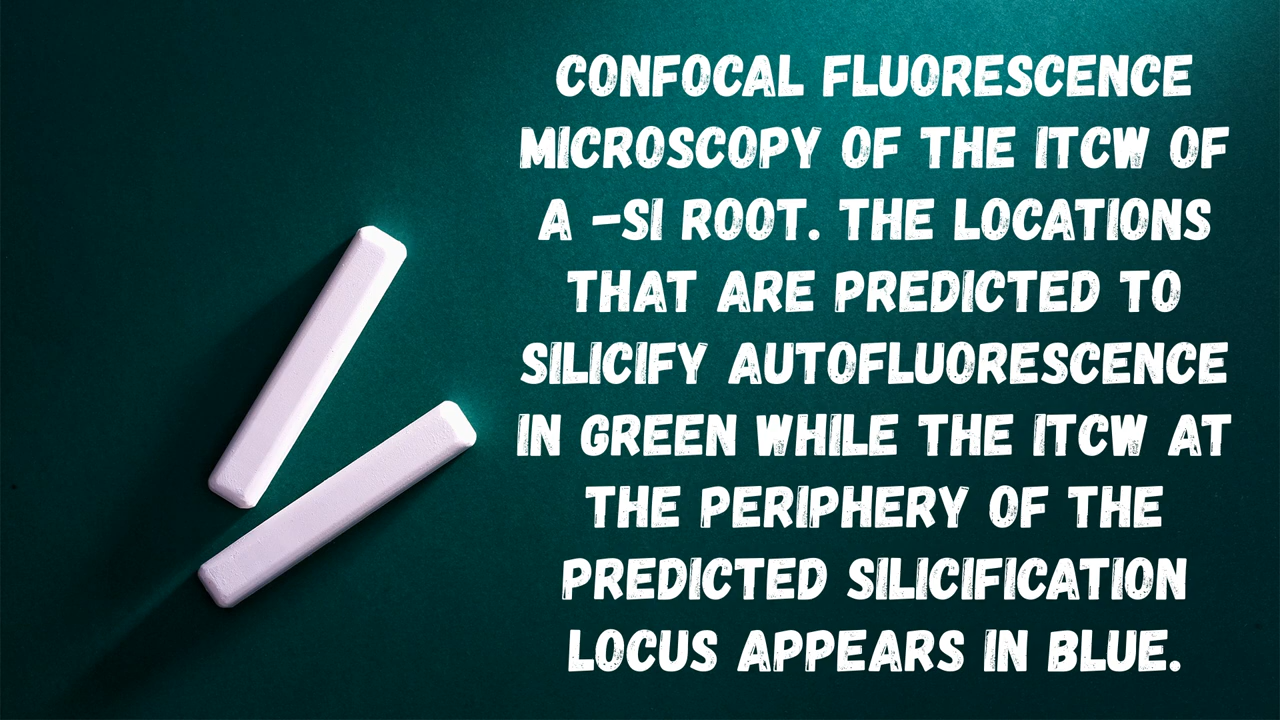 CONFOCAL FLUORESCENCE
MICROSCOPY OF THE ITCW OF
A –SI ROOT. THE LOCATIONS
THAT ARE PREDICTED TO
SILICIFY AUTOFLUORESCENCE
IN GREEN WHILE THE ITCW AT
THE PERIPHERY OF THE
PREDICTED SILICIFICATION
LOCUS APPEARS IN BLUE.